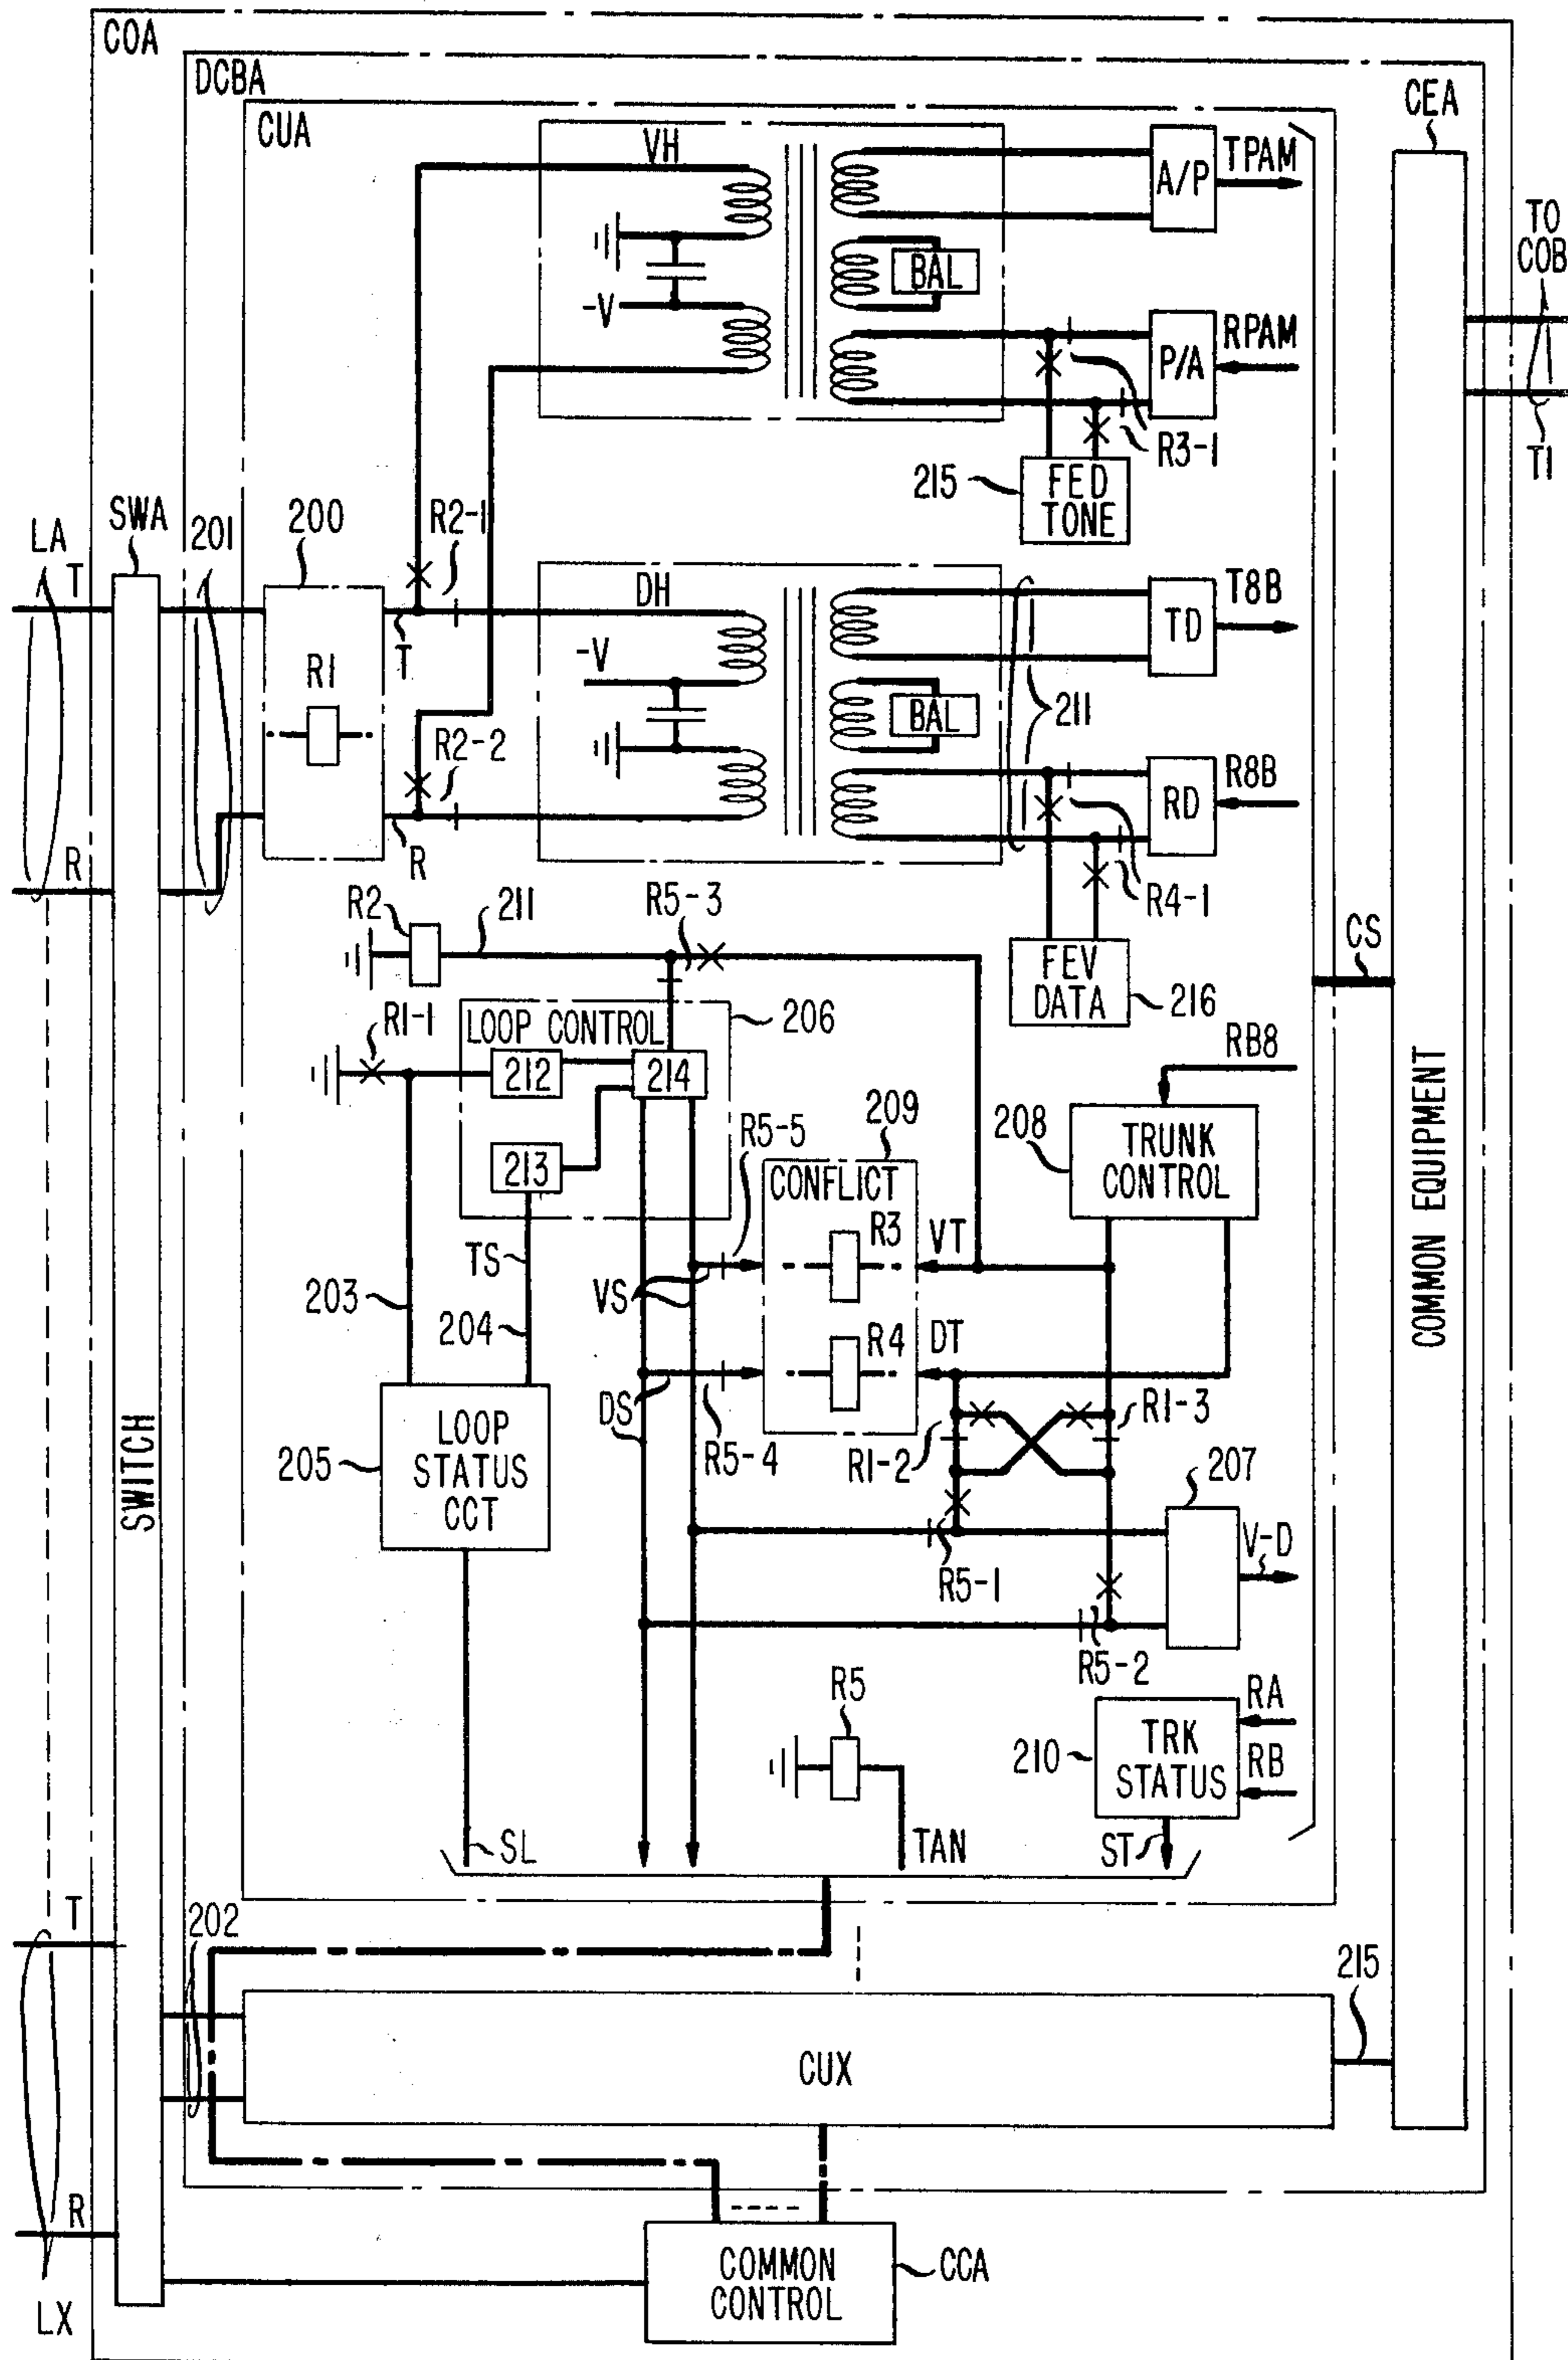 COA
DCBA
CUA
CEA
VH
A/P
TPAM
BAL
-V
P/A
RPAM
TO
COB
T1
R3-1
215
FED
TONE
LA
T
SWA
201
200
R2-1
R1
T
DH
-V
BAL
211
TD
T8B
R2-2
RD
R8B
R
R
R4-1
R2
211
R5-3
FEV
DATA
216
CS
R1-1
LOOP CONTROL
206
212
214
213
RB8
208
TRUNK
CONTROL
209
R5-5
CONFLICT
R3
VT
TS
VS
203
204
R4
DT
DS
R5-4
R1-2
R1-3
205
LOOP
STATUS
CCT
207
V-D
R5-1
R5-2
SWITCH
COMMON EQUIPMENT
R5
210
TRK
STATUS
RA
RB
SL
TAN
ST
T
202
215
CUX
R
LX
COMMON
CONTROL
CCA